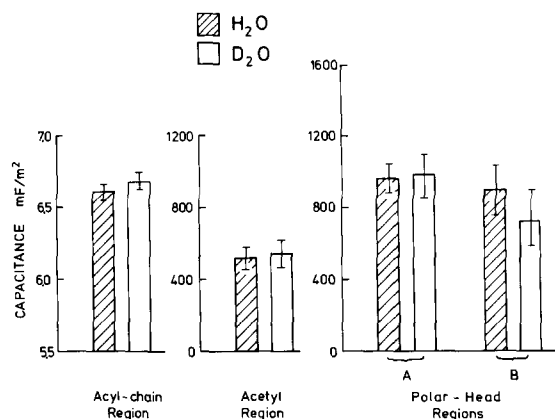 H₂O
D₂O
CAPACITANCE mF/m²
7,0
6,5
6,0
5,5
1200
800
400
0
1600
1200
800
400
0
A
B
Acyl-chain
Region
Acetyl
Region
Polar-Head
Regions